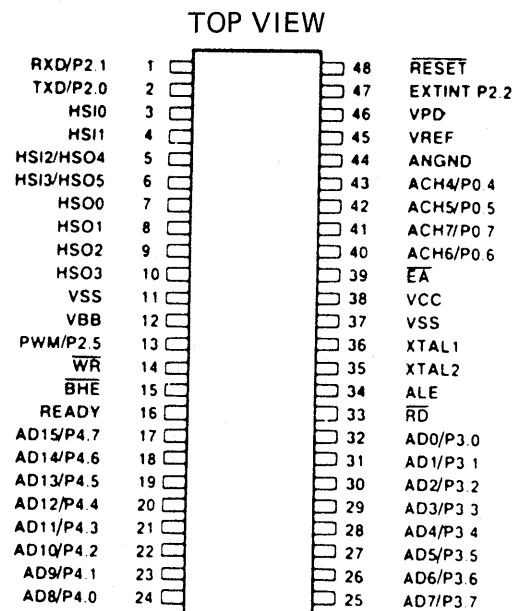 TOP VIEW
RXD/P2.1 1 48 RESET
TXD/P2.0 2 47 EXTINT P2.2
HSI0 3 46 VPD
HSI1 4 45 VREF
HSI2/HSO4 5 44 ANGND
HSI3/HSO5 6 43 ACH4/P0.4
HSO0 7 42 ACH5/P0.5
HSO1 8 41 ACH7/P0.7
HSO2 9 40 ACH6/P0.6
HSO3 10 39 EA
VSS 11 38 VCC
VBB 12 37 VSS
PWM/P2.5 13 36 XTAL1
WR 14 35 XTAL2
BHE 15 34 ALE
READY 16 33 RD
AD15/P4.7 17 32 AD0/P3.0
AD14/P4.6 18 31 AD1/P3 1
AD13/P4.5 19 30 AD2/P3.2
AD12/P4.4 20 29 AD3/P3 3
AD11/P4.3 21 28 AD4/P3 4
AD10/P4.2 22 27 AD5/P3.5
AD9/P4.1 23 26 AD6/P3.6
AD8/P4.0 24 25 AD7/P3.7